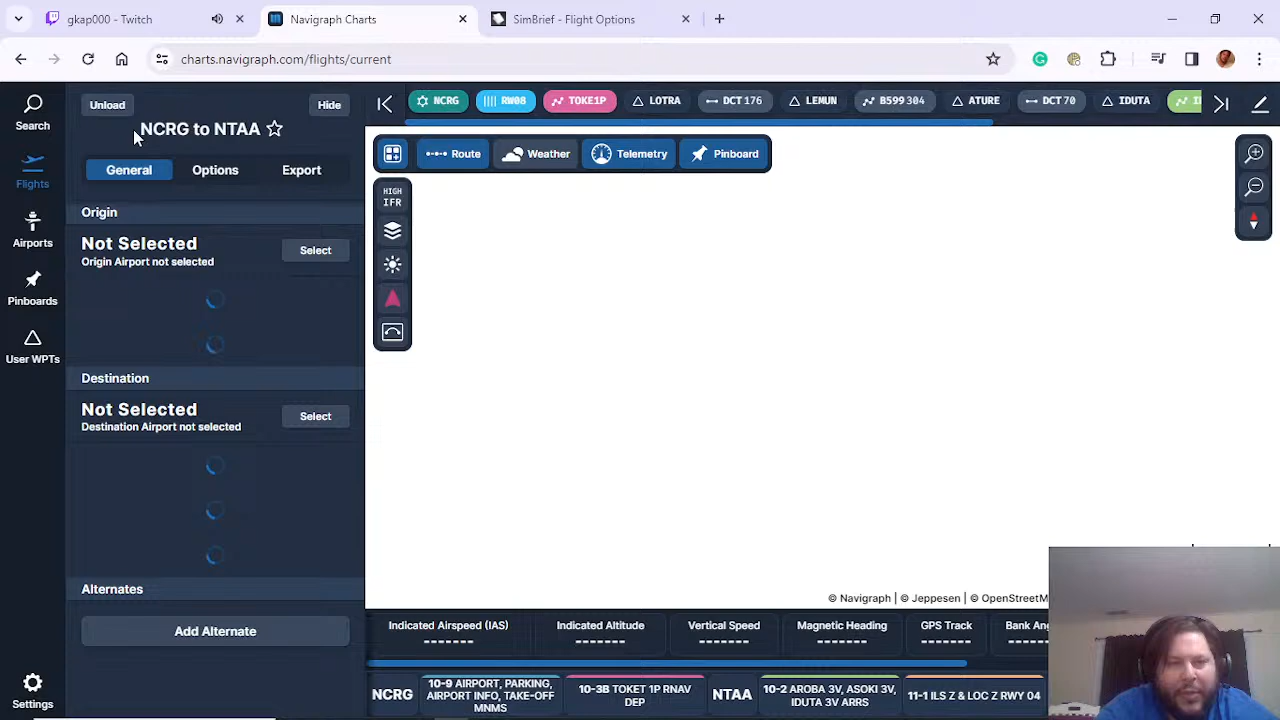 gkap000 - Twitch
Navigraph Charts
SimBrief - Flight Options
charts.navigraph.com/flights/current
Search
Flights
Airports
Pinboards
User WPTs
Settings
Unload
Hide
NCRG to NTAA
General
Options
Export
Origin
Not Selected
Origin Airport not selected
Select
Destination
Not Selected
Destination Airport not selected
Select
Alternates
Add Alternate
NCRG
RW08
TOKE1P
LOTRA
DCT 176
LEMUN
B599 304
ATURE
DCT 70
IDUTA
Route
Weather
Telemetry
Pinboard
HIGH
IFR
© Navigraph | © Jeppesen | © OpenStreetM
Indicated Airspeed (IAS)
-------
Indicated Altitude
-------
Vertical Speed
-------
Magnetic Heading
-------
GPS Track
-------
Bank An
NCRG
10-9 AIRPORT, PARKING,
AIRPORT INFO, TAKE-OFF
MNMS
10-3B TOKET 1P RNAV
DEP
NTAA
10-2 AROBA 3V, ASOKI 3V,
IDUTA 3V ARRS
11-1 ILS Z & LOC Z RWY 04